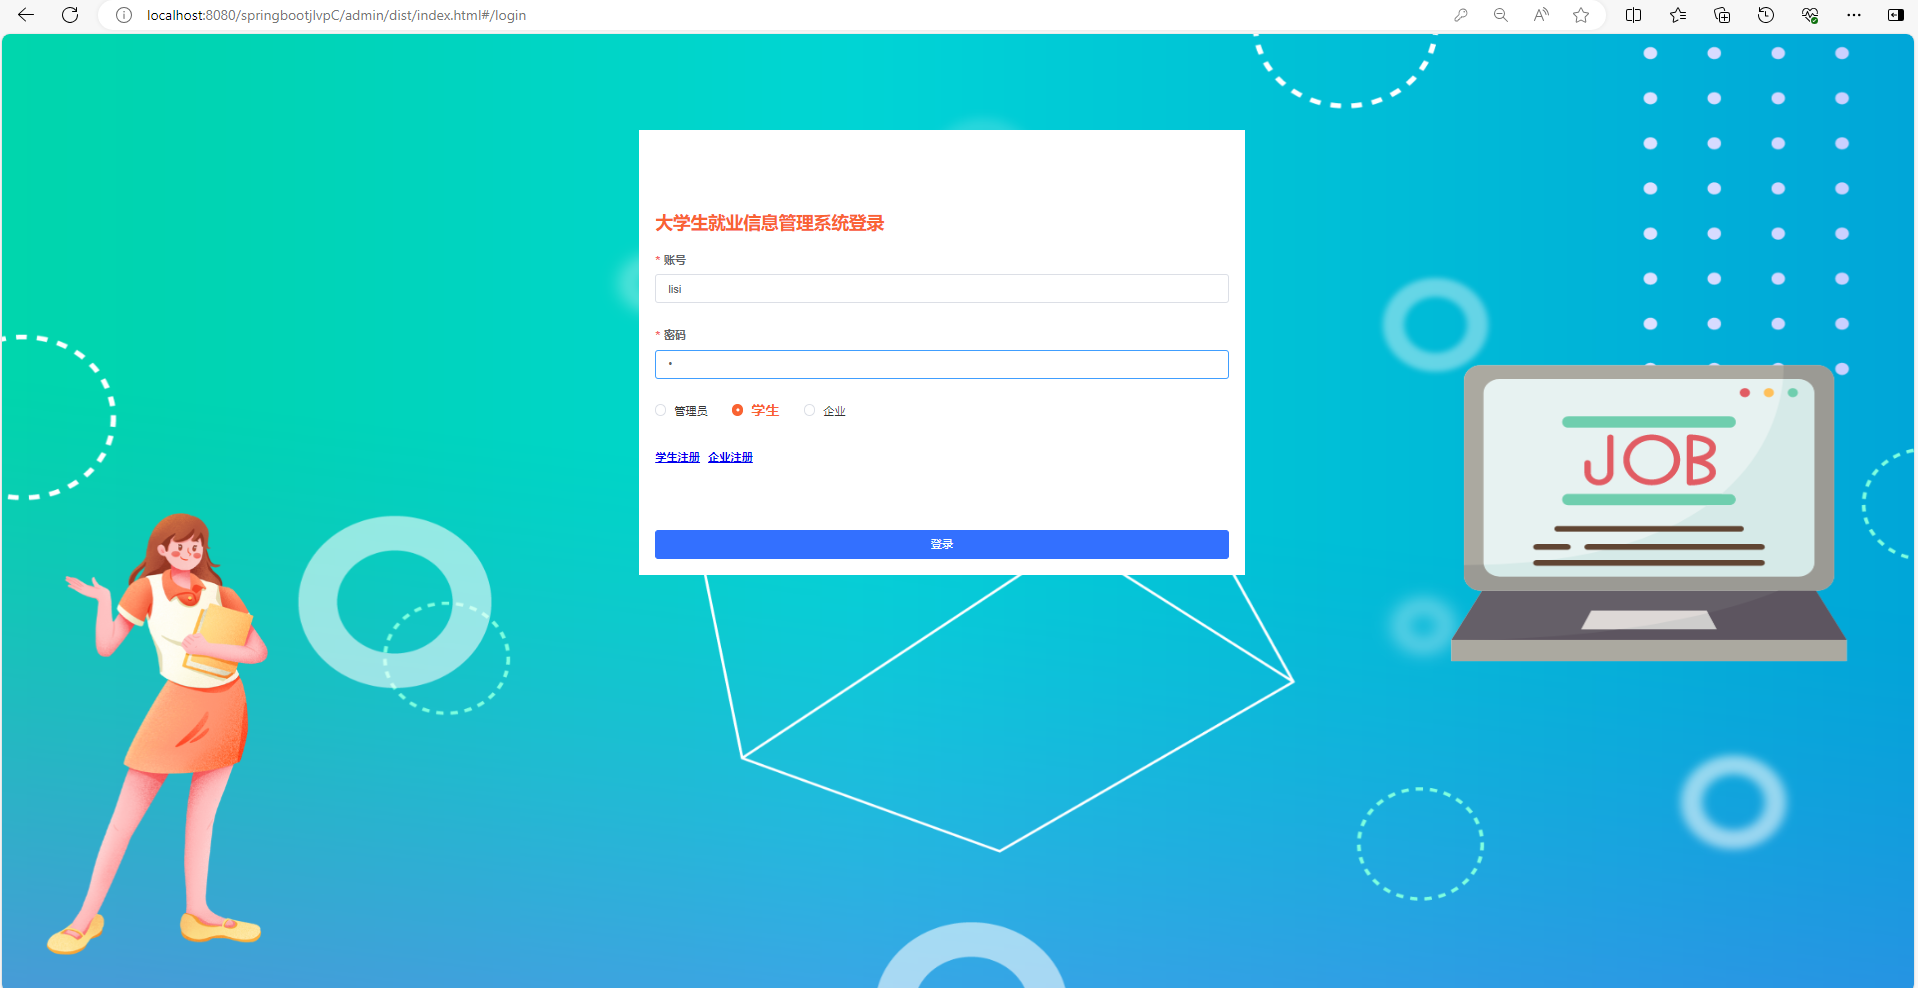 localhost:8080/springbootjlvpC/admin/dist/index.html#/login
大学生就业信息管理系统登录
* 账号
lisi
* 密码
•
管理员 学生 企业
学生注册 企业注册
登录
JOB